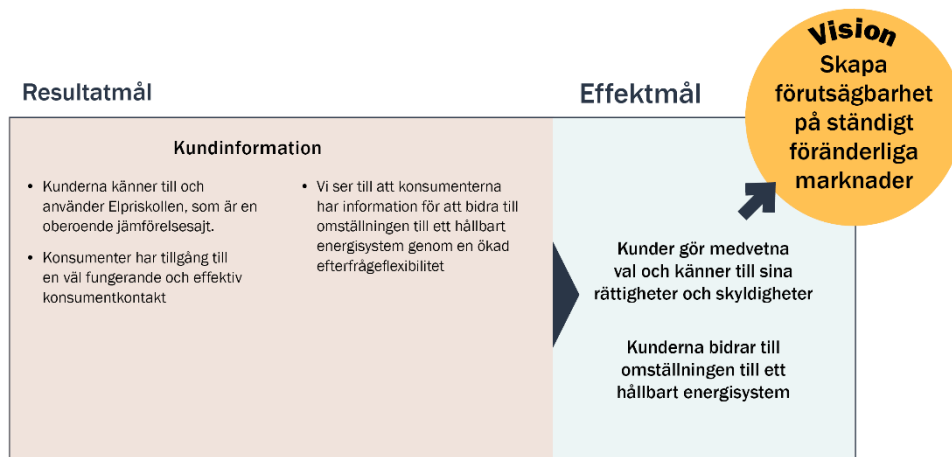 Resultatmål
Kundinformation
• Kunderna känner till och
använder Elpriskollen, som är en
oberoende jämförelsesajt.
• Konsumenter har tillgång till
en väl fungerande och effektiv
konsumentkontakt
• Vi ser till att konsumenterna
har information för att bidra till
omställningen till ett hållbart
energisystem genom en ökad
efterfrågeflexibilitet
Effektmål
Kunder gör medvetna
val och känner till sina
rättigheter och skyldigheter
Kunderna bidrar till
omställningen till ett
hållbart energisystem
Vision
Skapa
förutsägbarhet
på ständigt
föränderliga
marknader